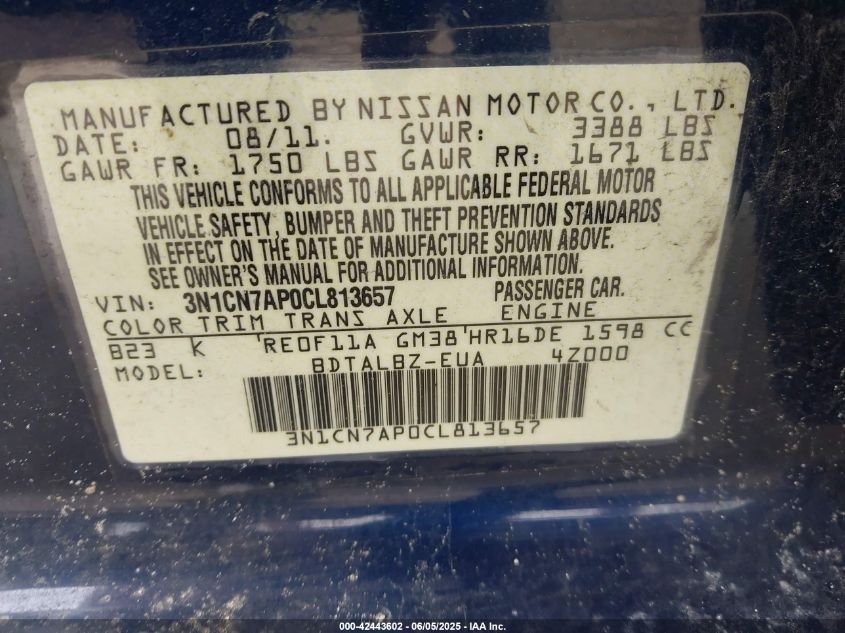 MANUFACTURED BY NISSAN MOTOR CO., LTD.
DATE: 08/11. GVWR: 3388 LBS
GAWR FR: 1750 LBS GAWR RR: 1671 LBS
THIS VEHICLE CONFORMS TO ALL APPLICABLE FEDERAL MOTOR
VEHICLE SAFETY, BUMPER AND THEFT PREVENTION STANDARDS
IN EFFECT ON THE DATE OF MANUFACTURE SHOWN ABOVE.
SEE OWNER'S MANUAL FOR ADDITIONAL INFORMATION.
VIN: 3N1CN7AP0CL813657 PASSENGER CAR.
COLOR TRIM TRANS AXLE ENGINE
B23 K 'RE0F11A GM38'HR16DE 1598 CC
MODEL: BDTALBZ-EUA 4Z000
3N1CN7AP0CL813657
000-42443602 - 06/05/2025 - IAA Inc.